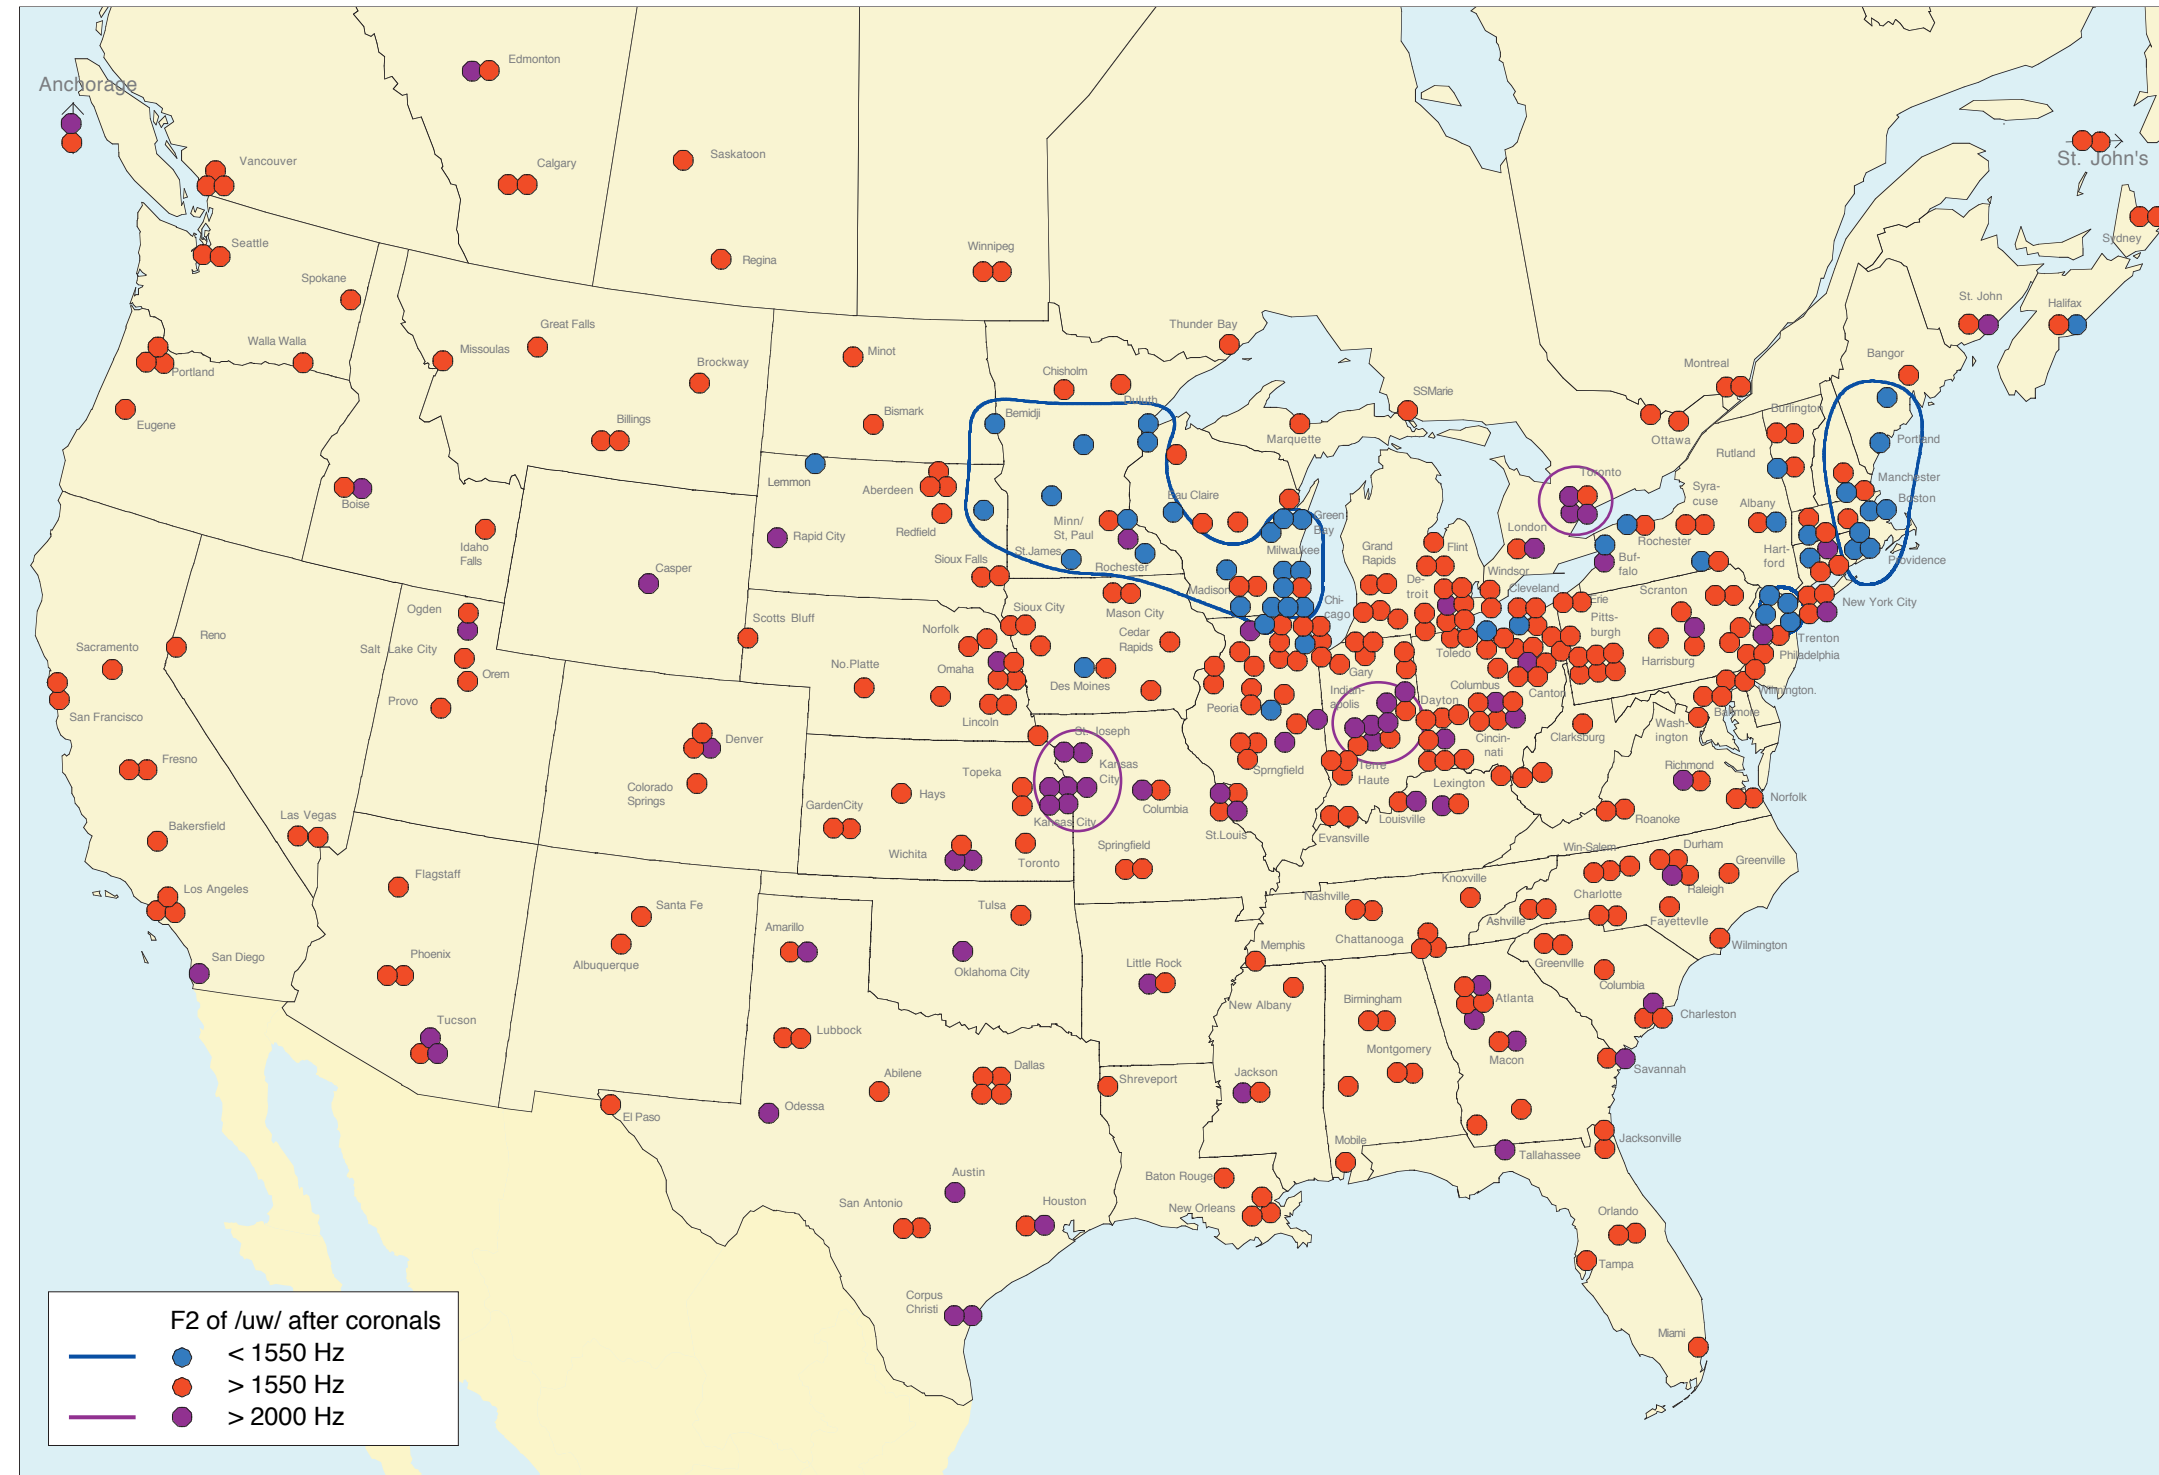 Anchorage
Edmonton
Vancouver
Calgary
Saskatoon
St. John's
Seattle
Regina
Winnipeg
Sydney
Spokane
Great Falls
Thunder Bay
St. John
Halifax
Walla Walla
Missoulas
Minot
Portland
Brockway
Chisholm
Duluth
SSMarie
Montreal
Bangor
Eugene
Billings
Bismark
Bemidji
Marquette
Ottawa
Burlington
Portland
Rutland
Boise
Lemmon
Aberdeen
Eau Claire
Toronto
Syra-
cuse
Albany
Manchester
Boston
Idaho
Falls
Rapid City
Redfield
Minn/
St, Paul
Green
Bay
London
Rochester
Casper
Sioux Falls
St.James
Rochester
Milwaukee
Grand
Rapids
Flint
Windsor
Buf-
falo
Hart-
ford
Providence
Ogden
Scotts Bluff
Sioux City
Mason City
Madison
Chi-
cago
De-
troit
Cleveland
Erie
Scranton
New York City
Reno
Sacramento
Salt Lake City
Norfolk
Cedar
Rapids
Pitts-
burgh
Trenton
Orem
Provo
No.Platte
Omaha
Des Moines
Gary
Toledo
Harrisburg
Philadelphia
San Francisco
Lincoln
Peoria
Indian-
apolis
Dayton
Columbus
Canton
Wilmington.
Baltimore
Denver
St. Joseph
Cincin-
nati
Clarksburg
Wash-
ington
Fresno
Colorado
Springs
Topeka
Kansas
City
Sprngfield
Terre
Haute
Lexington
Richmond
Hays
GardenCity
Kansas City
Columbia
Louisville
Norfolk
Bakersfield
Las Vegas
Wichita
Toronto
Springfield
St.Louis
Evansville
Roanoke
Win-Salem
Durham
Greenville
Los Angeles
Flagstaff
Santa Fe
Tulsa
Nashville
Knoxville
Charlotte
Raleigh
Ashville
Fayettevlle
San Diego
Phoenix
Albuquerque
Amarillo
Oklahoma City
Little Rock
Memphis
Chattanooga
Greenvllle
Wilmington
Tucson
Lubbock
New Albany
Birmingham
Atlanta
Columbia
Charleston
Abilene
Dallas
Shreveport
Jackson
Montgomery
Macon
Savannah
El Paso
Odessa
Mobile
Tallahassee
Jacksonville
Austin
Baton Rouge
San Antonio
Houston
New Orleans
Orlando
Tampa
Corpus
Christi
Miami
F2 of /uw/ after coronals
< 1550 Hz
> 1550 Hz
> 2000 Hz